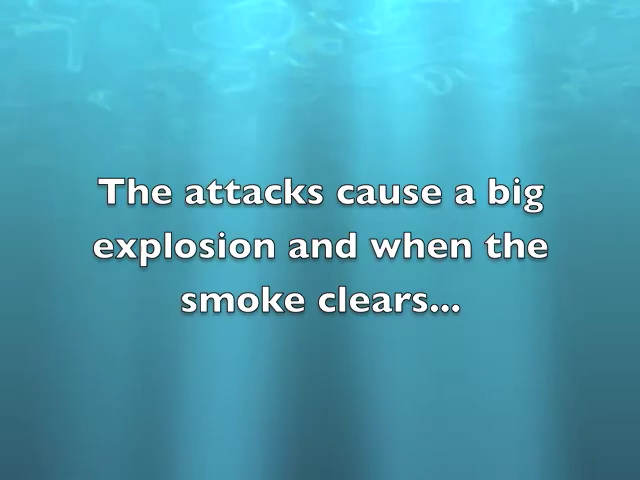 The attacks cause a big
explosion and when the
smoke clears...